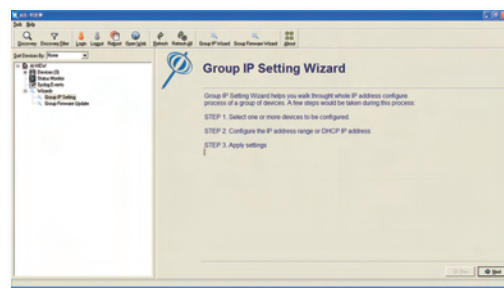 Job Help
Discovery Discovery Filter Login Logout Reboot Open Web Refresh Refresh All Group IP Wizard Group Firmware Wizard About
Sort Devices By: None
Devices (3)
Status Monitor
Syslog Events
Wizards
Group IP Setting
Group Firmware Update
Group IP Setting Wizard
Group IP Setting Wizard helps you walk throught whole IP address configure
process of a group of devices. A few steps would be taken during this process:
STEP 1. Select one or more devices to be configured.
STEP 2. Configure the IP address range or DHCP IP address
STEP 3. Apply settings
Next